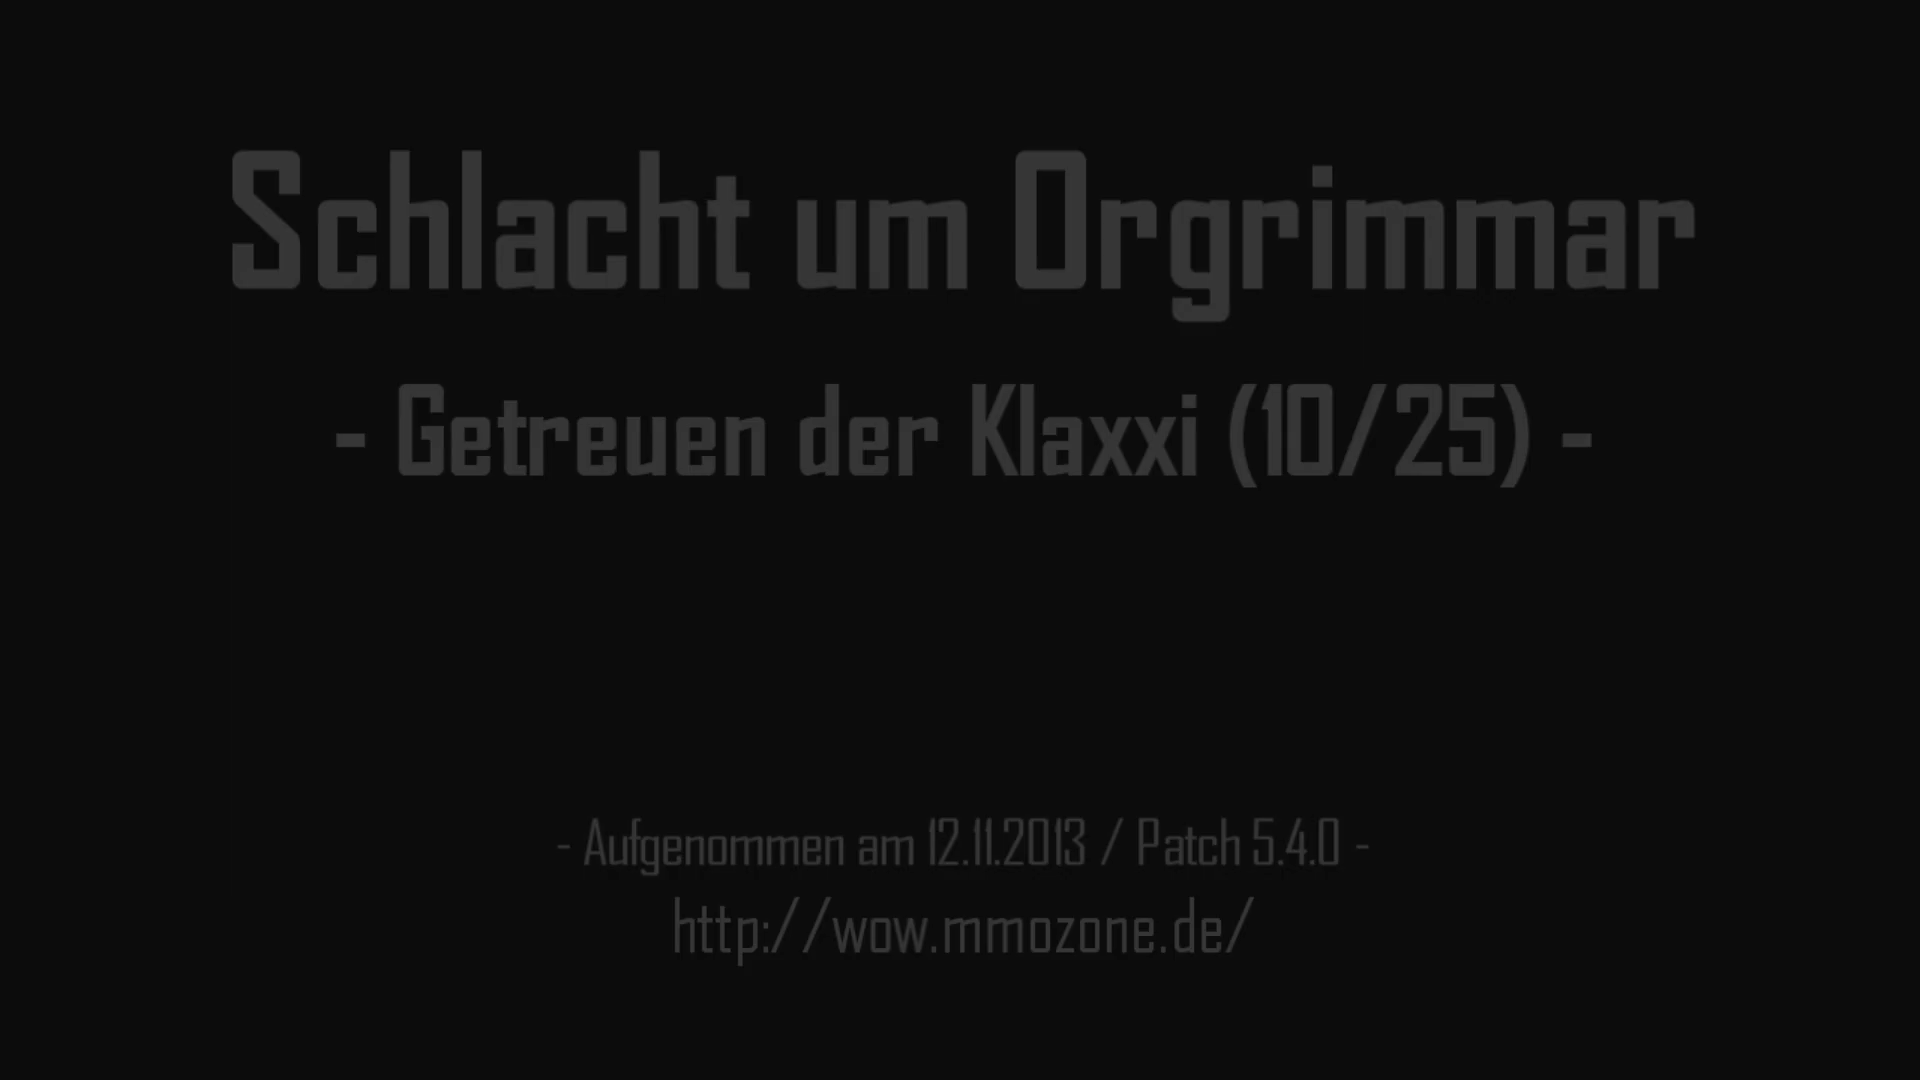 Schlacht um Orgrimmar
- Getreuen der Klaxxi (10/25) -
- Aufgenommen am 12.11.2013 / Patch 5.4.0 -
http://wow.mmozone.de/